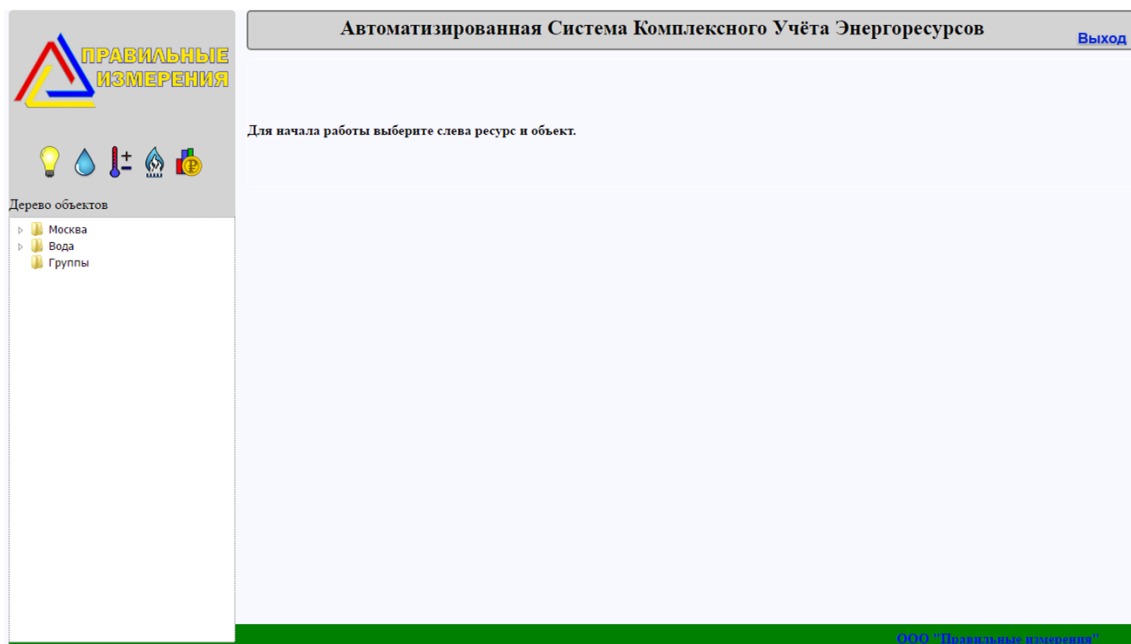 ПРАВИЛЬНЫЕ
ИЗМЕРЕНИЯ
Автоматизированная Система Комплексного Учёта Энергоресурсов
Выход
Для начала работы выберите слева ресурс и объект.
Дерево объектов
Москва
Вода
Группы
ООО "Правильные измерения"